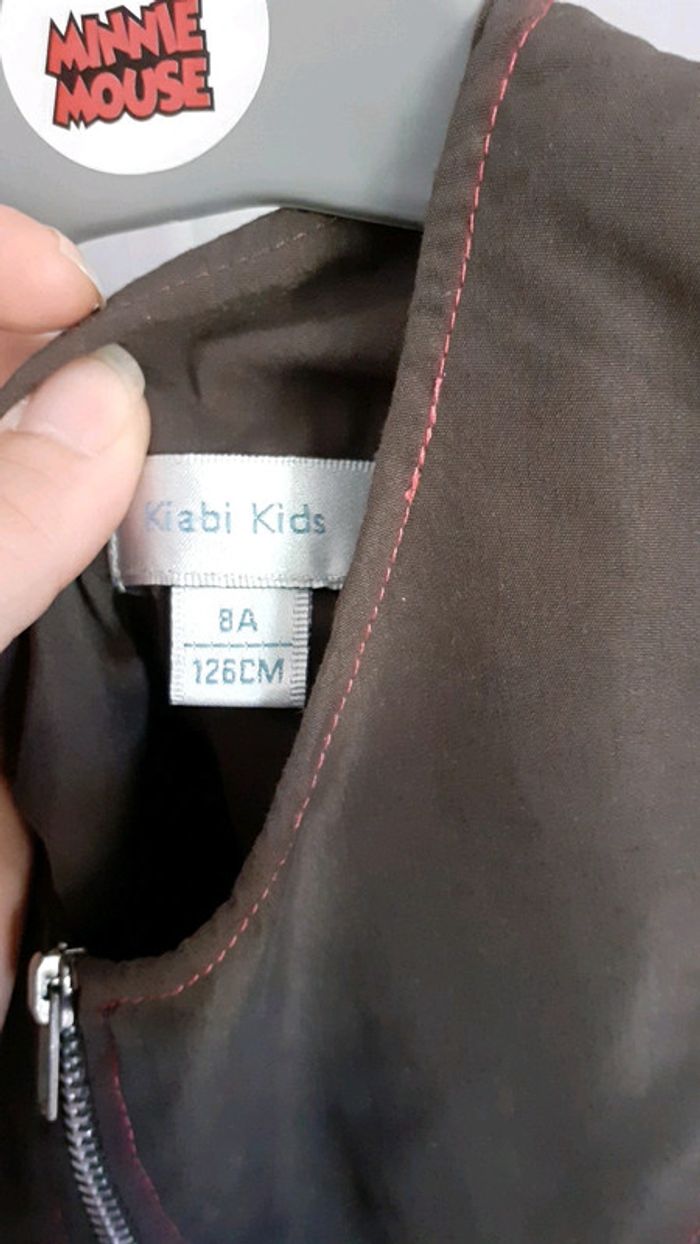 MINNIE
MOUSE
Kiabi Kids
8A
126CM